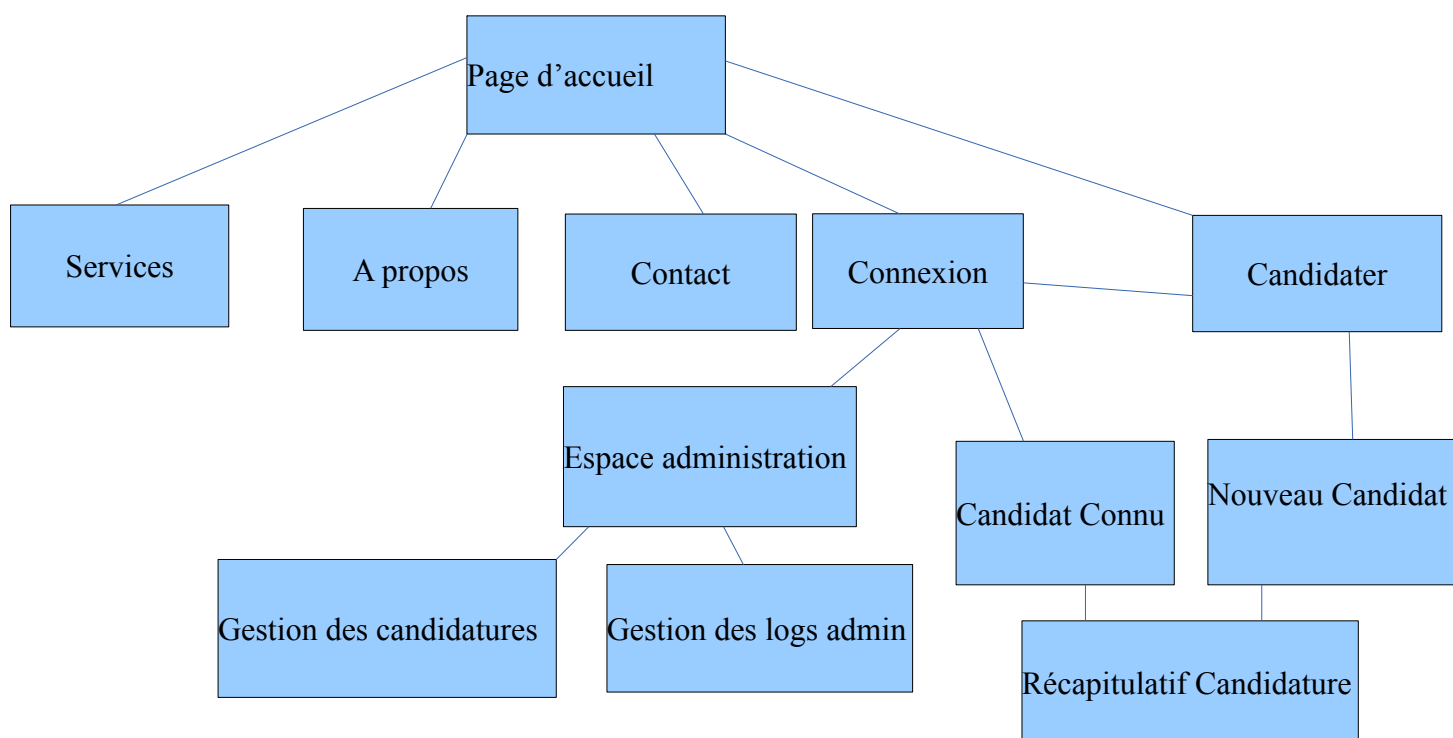 Page d’accueil
Services
A propos
Contact
Connexion
Candidater
Espace administration
Candidat Connu
Nouveau Candidat
Gestion des candidatures
Gestion des logs admin
Récapitulatif Candidature